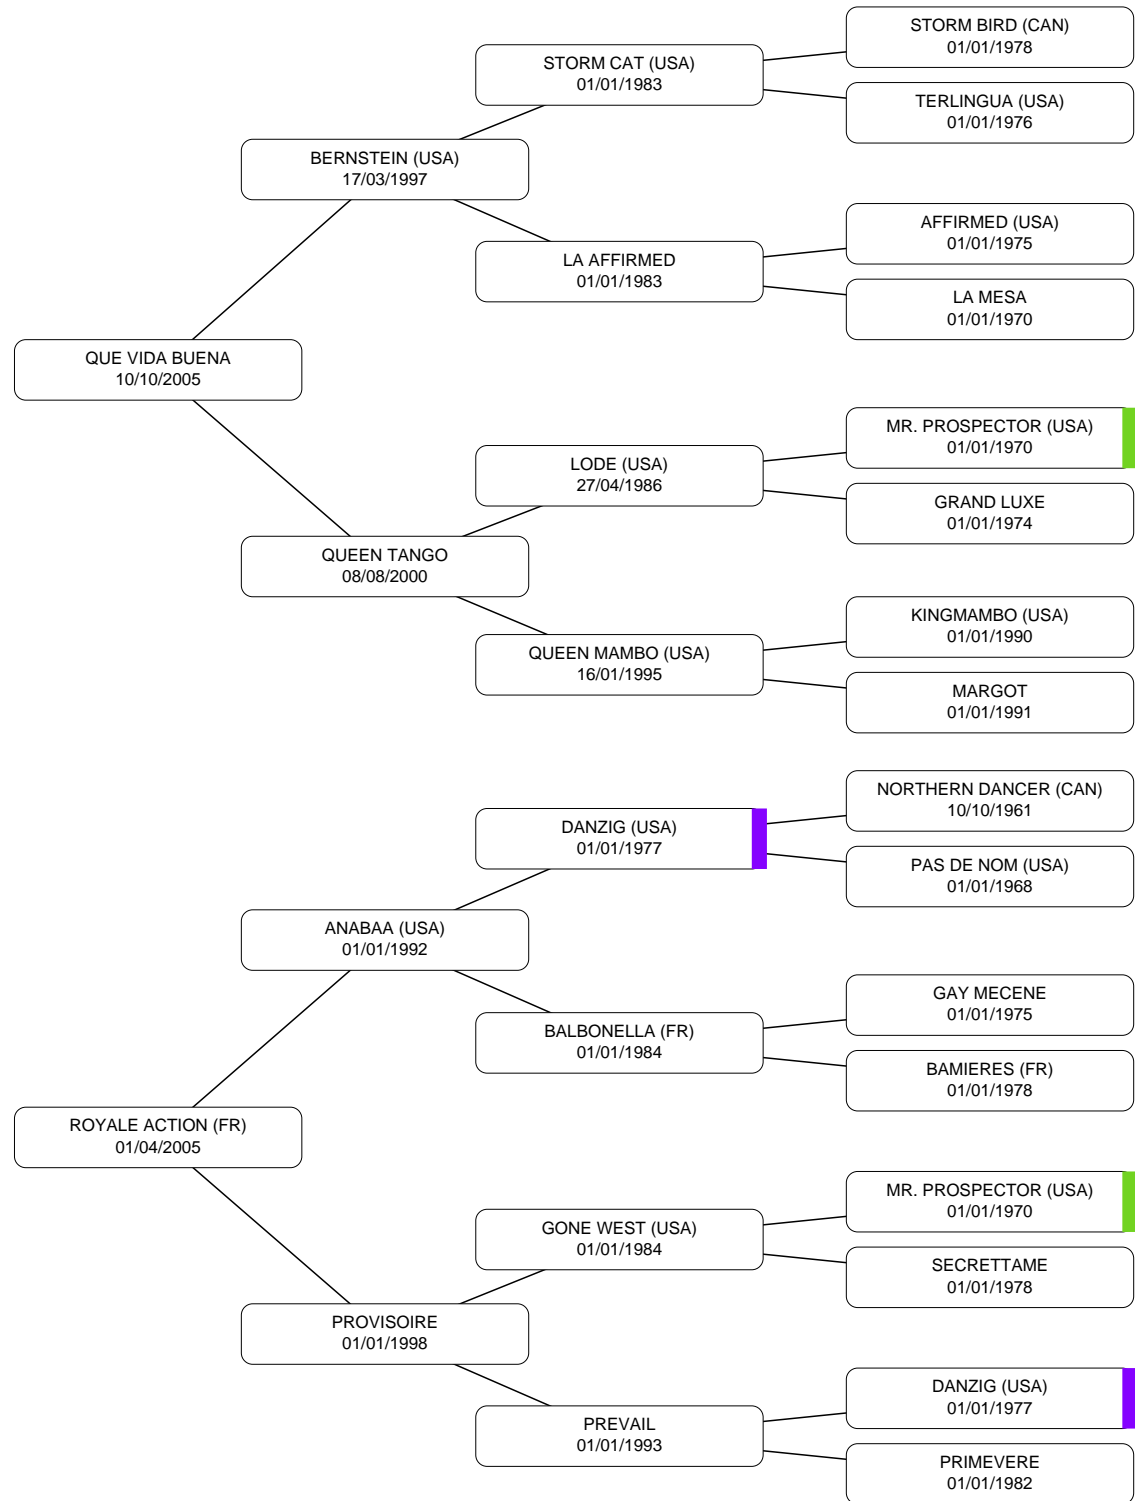 STORM BIRD (CAN)
01/01/1978
STORM CAT (USA)
01/01/1983
TERLINGUA (USA)
01/01/1976
BERNSTEIN (USA)
17/03/1997
AFFIRMED (USA)
01/01/1975
LA AFFIRMED
01/01/1983
LA MESA
01/01/1970
QUE VIDA BUENA
10/10/2005
MR. PROSPECTOR (USA)
01/01/1970
LODE (USA)
27/04/1986
GRAND LUXE
01/01/1974
QUEEN TANGO
08/08/2000
KINGMAMBO (USA)
01/01/1990
QUEEN MAMBO (USA)
16/01/1995
MARGOT
01/01/1991
NORTHERN DANCER (CAN)
10/10/1961
DANZIG (USA)
01/01/1977
PAS DE NOM (USA)
01/01/1968
ANABAA (USA)
01/01/1992
GAY MECENE
01/01/1975
BALBONELLA (FR)
01/01/1984
BAMIERES (FR)
01/01/1978
ROYALE ACTION (FR)
01/04/2005
MR. PROSPECTOR (USA)
01/01/1970
GONE WEST (USA)
01/01/1984
SECRETTAME
01/01/1978
PROVISOIRE
01/01/1998
DANZIG (USA)
01/01/1977
PREVAIL
01/01/1993
PRIMEVERE
01/01/1982